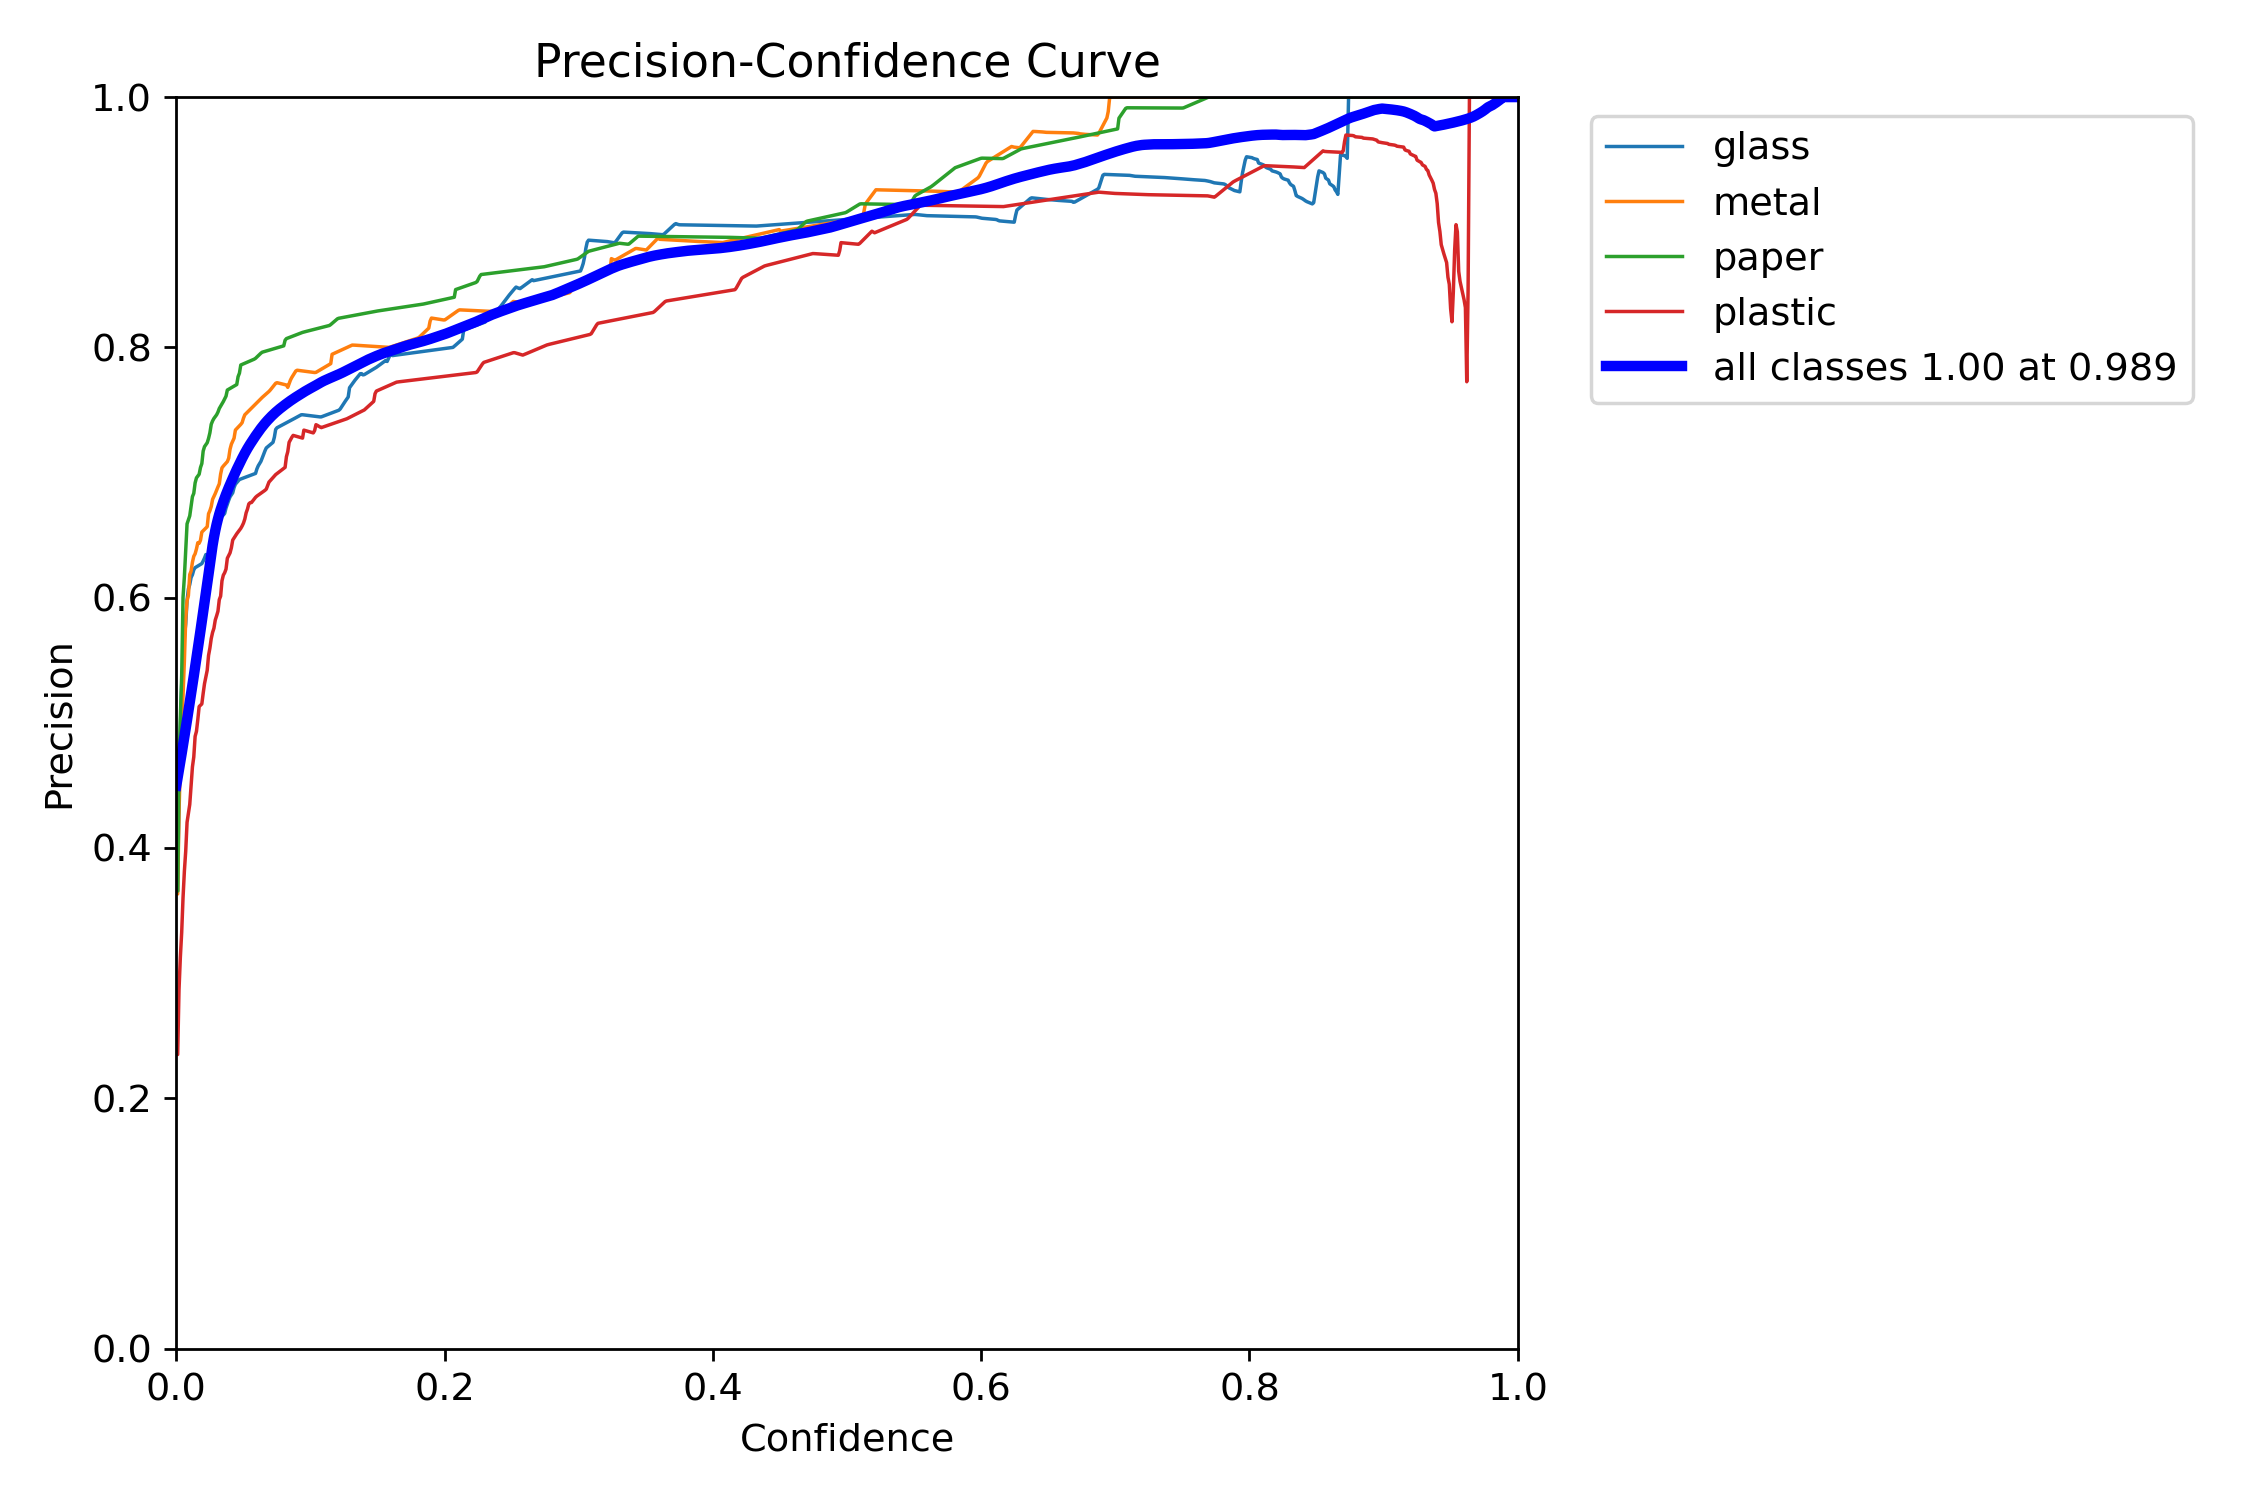 Precision-Confidence Curve
1.0
0.8
0.6
0.4
0.2
0.0
Precision
0.0 0.2 0.4 0.6 0.8 1.0
Confidence
glass
metal
paper
plastic
all classes 1.00 at 0.989